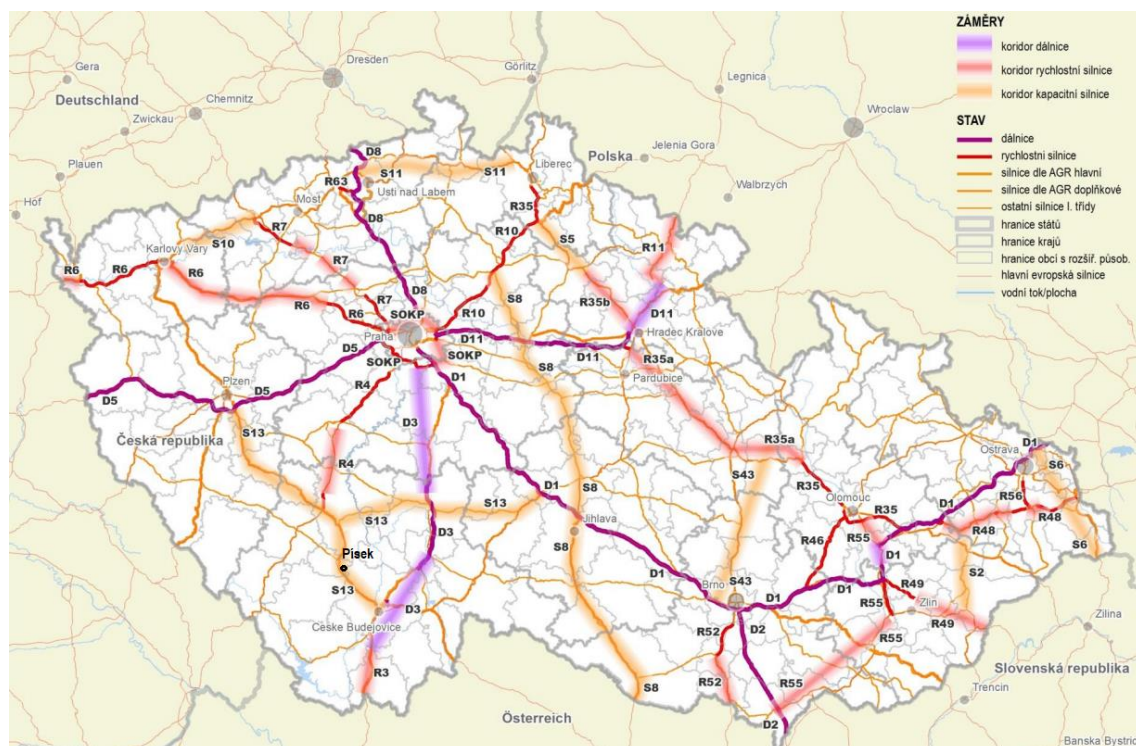 ZÁMĚRY
koridor dálnice
koridor rychlostní silnice
koridor kapacitní silnice
STAV
dálnice
rychlostní silnice
silnice dle AGR hlavní
silnice dle AGR doplňkové
ostatní silnice I. třídy
hranice států
hranice krajů
hranice obcí s rozšíř. působ.
hlavní evropská silnice
vodní tok/plocha
Dresden
Görlitz
Legnica
Gera
Deutschland
Chemnitz
Wroclaw
Zwickau
Plauen
Hof
D8
S11
S11
Liberec
Polska
Jelenia Gora
R63
Usti nad Labem
Walbrzych
Most
R35
D8
R7
R10
S10
S5
R11
Karlovy Vary
R6
R6
R6
R7
S8
D8
R35b
D11
R6
R6
R7
SOKP
R10
Praha
D11
Hradec Kralove
D5
SOKP
SOKP
D11
R35a
S8
D1
Pardubice
Plzen
R4
D5
D5
D3
S13
Česká republika
R4
S43
R35a
D1
Ostrava
S6
S13
S13
D1
S8
R35
Olomouc
D1
R56
Jihlava
R35
R48
R48
D3
R46
R55
Písek
S8
D1
S6
S13
D1
Brno
S43
D1
D1
R49
S2
D3
Ceske Budejovice
R55
Zlín
Zilina
D2
R52
R55
R49
R3
S8
R52
R55
Slovenská republika
Trencin
Österreich
D2
Banska Bystric